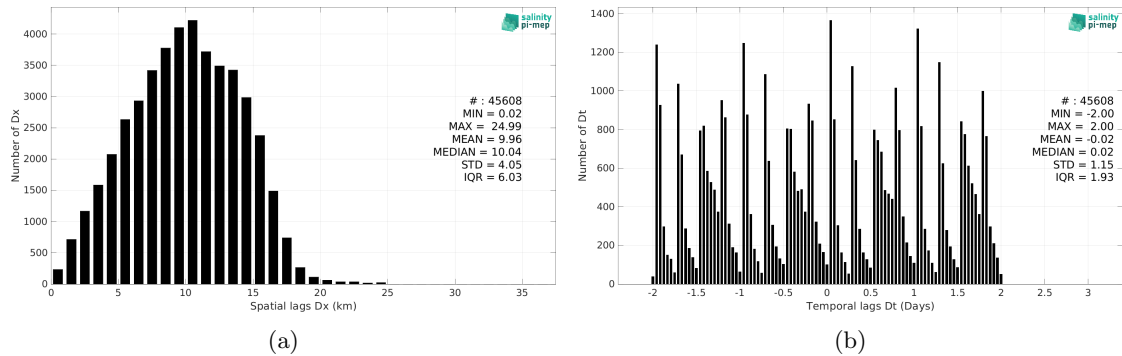 4000
3500
3000
2500
2000
1500
1000
500
0
Number of Dx
0 5 10 15 20 25 30 35
Spatial lags Dx (km)
salinity
pi-mep
# : 45608
MIN = 0.02
MAX = 24.99
MEAN = 9.96
MEDIAN = 10.04
STD = 4.05
IQR = 6.03
(a)
1400
1200
1000
800
600
400
200
0
Number of Dt
-2 -1.5 -1 -0.5 0 0.5 1 1.5 2 2.5 3
Temporal lags Dt (Days)
salinity
pi-mep
# : 45608
MIN = -2.00
MAX = 2.00
MEAN = -0.02
MEDIAN = 0.02
STD = 1.15
IQR = 1.93
(b)